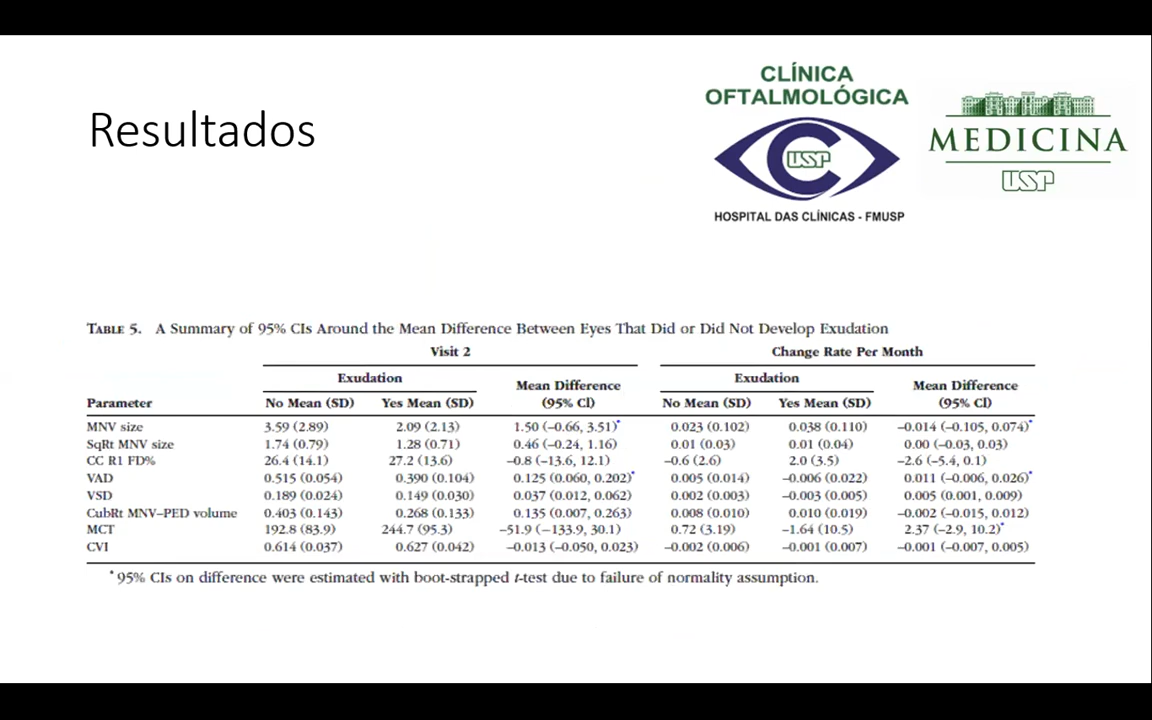 CLÍNICA
OFTALMOLÓGICA
USP
HOSPITAL DAS CLÍNICAS - FMUSP
MEDICINA
USP
Resultados
TABLE 5. A Summary of 95% CIs Around the Mean Difference Between Eyes That Did or Did Not Develop Exudation
Visit 2 Change Rate Per Month
Exudation Mean Difference Exudation Mean Difference
Parameter No Mean (SD) Yes Mean (SD) (95% CI) No Mean (SD) Yes Mean (SD) (95% CI)
MNV size 3.59 (2.89) 2.09 (2.13) 1.50 (−0.66, 3.51)* 0.023 (0.102) 0.038 (0.110) −0.014 (−0.105, 0.074)*
SqRt MNV size 1.74 (0.79) 1.28 (0.71) 0.46 (−0.24, 1.16) 0.01 (0.03) 0.01 (0.04) 0.00 (−0.03, 0.03)
CC R1 FD% 26.4 (14.1) 27.2 (13.6) −0.8 (−13.6, 12.1) −0.6 (2.6) 2.0 (3.5) −2.6 (−5.4, 0.1)
VAD 0.515 (0.054) 0.390 (0.104) 0.125 (0.060, 0.202)* 0.005 (0.014) −0.006 (0.022) 0.011 (−0.006, 0.026)*
VSD 0.189 (0.024) 0.149 (0.030) 0.037 (0.012, 0.062) 0.002 (0.003) −0.003 (0.005) 0.005 (0.001, 0.009)
CubRt MNV–PED volume 0.403 (0.143) 0.268 (0.133) 0.135 (0.007, 0.263) 0.008 (0.010) 0.010 (0.019) −0.002 (−0.015, 0.012)
MCT 192.8 (83.9) 244.7 (95.3) −51.9 (−133.9, 30.1) 0.72 (3.19) −1.64 (10.5) 2.37 (−2.9, 10.2)*
CVI 0.614 (0.037) 0.627 (0.042) −0.013 (−0.050, 0.023) −0.002 (0.006) −0.001 (0.007) −0.001 (−0.007, 0.005)
*95% CIs on difference were estimated with boot-strapped t-test due to failure of normality assumption.